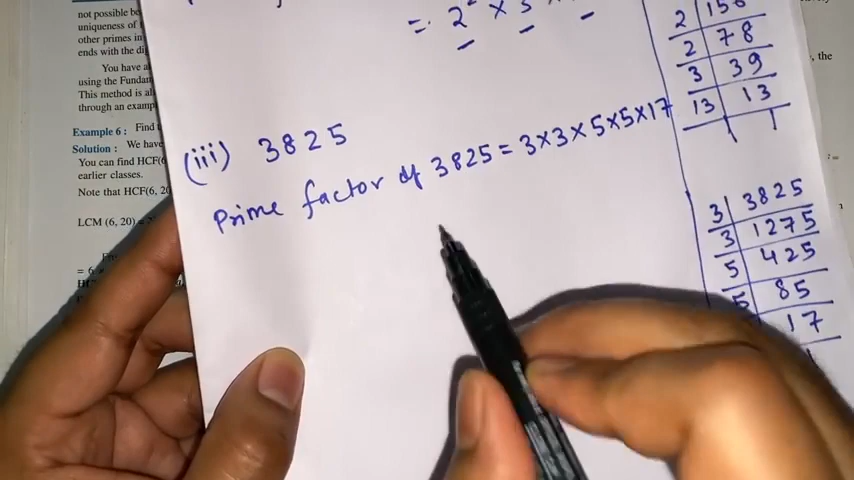 not possible be
uniqueness of
other primes in
ends with the di
You have a
using the Fundam
This method is al
through an examp
Example 6 : Find t
Solution : We have
You can find HCF(6, 20
earlier classes.
Note that HCF(6, 20
LCM (6, 20) = 2
= 6
the
= 2² × 3
2 | 156
2 | 78
3 | 39
13 | 13
1
(iii) 3825
Prime factor of 3825 = 3×3×5×5×17
3 | 3825
3 | 1275
5 | 425
5 | 85
17